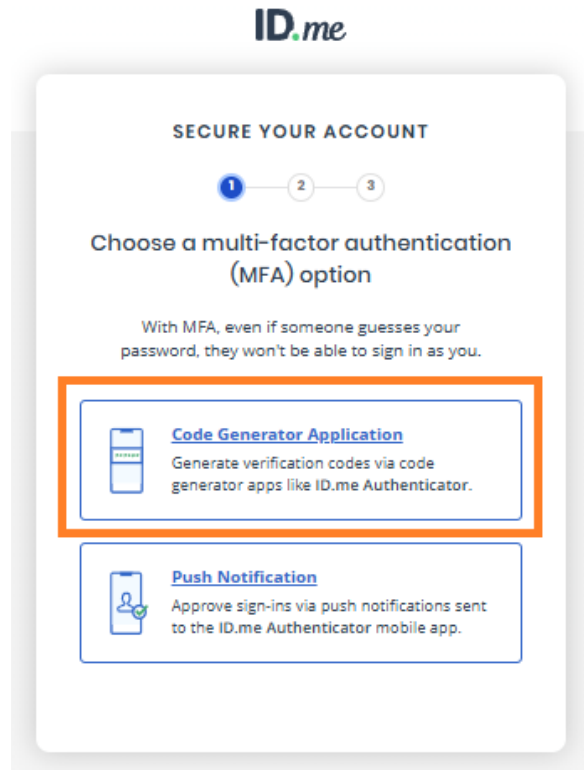 ID.me
SECURE YOUR ACCOUNT
1 2 3
Choose a multi-factor authentication
(MFA) option
With MFA, even if someone guesses your
password, they won't be able to sign in as you.
Code Generator Application
Generate verification codes via code
generator apps like ID.me Authenticator.
Push Notification
Approve sign-ins via push notifications sent
to the ID.me Authenticator mobile app.